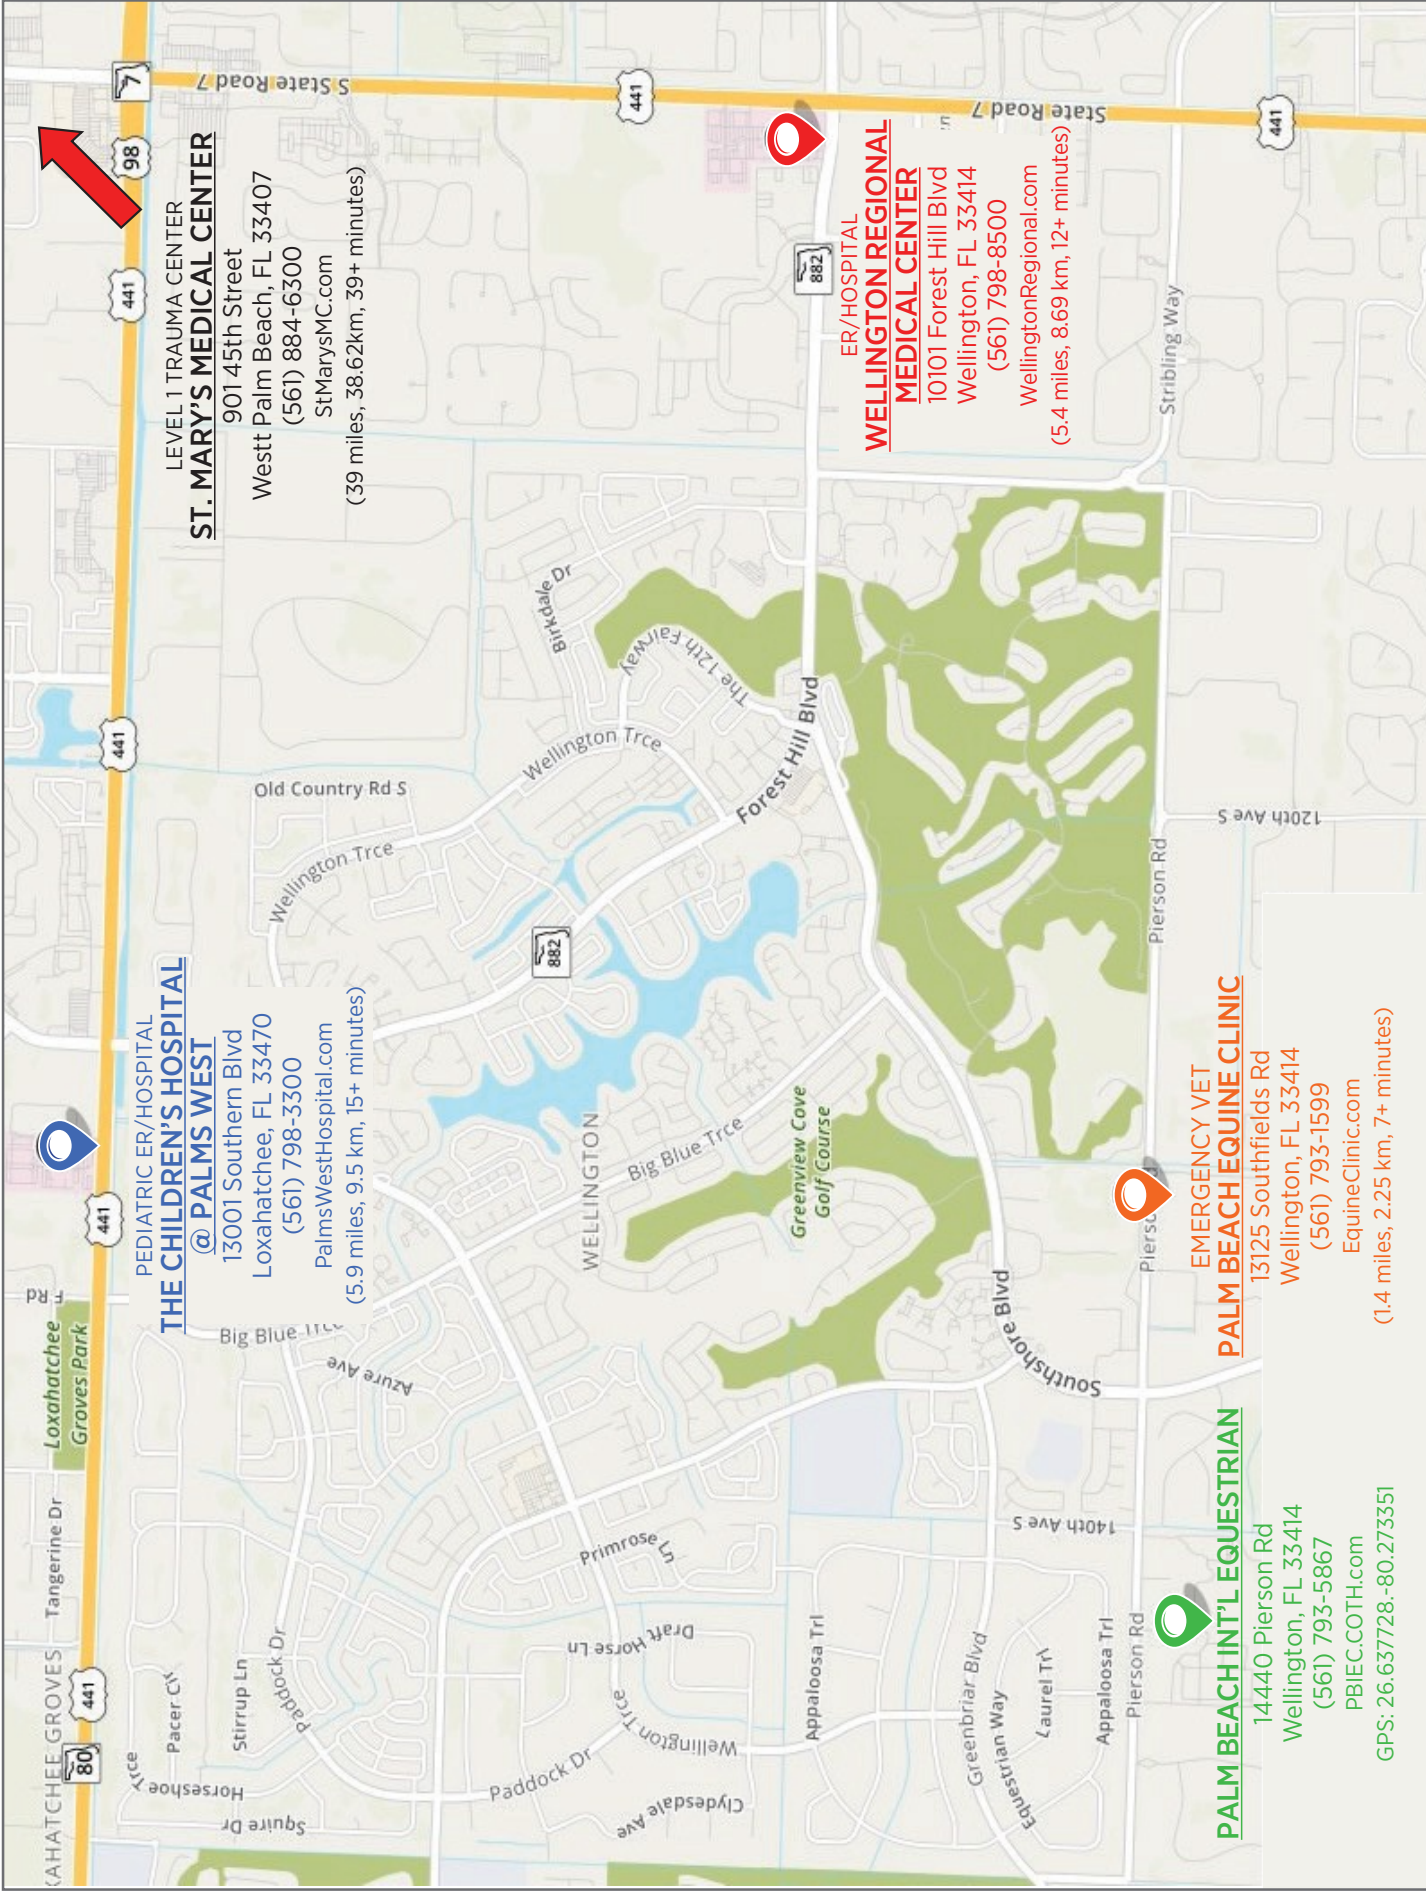 LEVEL 1 TRAUMA CENTER
ST. MARY'S MEDICAL CENTER
901 45th Street
Westt Palm Beach, FL 33407
(561) 884-6300
StMarysMC.com
(39 miles, 38.62km, 39+ minutes)
PEDIATRIC ER/HOSPITAL
THE CHILDREN'S HOSPITAL
@ PALMS WEST
13001 Southern Blvd
Loxahatchee, FL 33470
(561) 798-3300
PalmsWestHospital.com
(5.9 miles, 9.5 km, 15+ minutes)
ER/HOSPITAL
WELLINGTON REGIONAL
MEDICAL CENTER
10101 Forest Hill Blvd
Wellington, FL 33414
(561) 798-8500
WellingtonRegional.com
(5.4 miles, 8.69 km, 12+ minutes)
EMERGENCY VET
PALM BEACH EQUINE CLINIC
13125 Southfields Rd
Wellington, FL 33414
(561) 793-1599
EquineClinic.com
(1.4 miles, 2.25 km, 7+ minutes)
PALM BEACH INT'L EQUESTRIAN
14440 Pierson Rd
Wellington, FL 33414
(561) 793-5867
PBIEC.COTH.com
GPS: 26.637728.-80.273351
KAHATCHEE GROVES
Tangerine Dr
Loxahatchee
Groves Park
F Rd
80
441
441
441
441
98
7
S State Road 7
441
State Road 7
441
Horseshoe Trce
Pacer Cir
Stirrup Ln
Squire Dr
Paddock Dr
Paddock Dr
Big Blue Trce
Azure Ave
Wellington Trce
Old Country Rd S
Wellington Trce
Birkdale Dr
The 12th Fairway
882
882
Forest Hill Blvd
WELLINGTON
Big Blue Trce
Greenview Cove
Golf Course
Primrose Ln
Draft Horse Ln
Wellington Trce
Clydesdale Ave
Appaloosa Trl
Greenbriar Blvd
Equestrian Way
Laurel Trl
Appaloosa Trl
140th Ave S
Southshore Blvd
Pierson Rd
Pierso
d
Pierson Rd
120th Ave S
Stribling Way